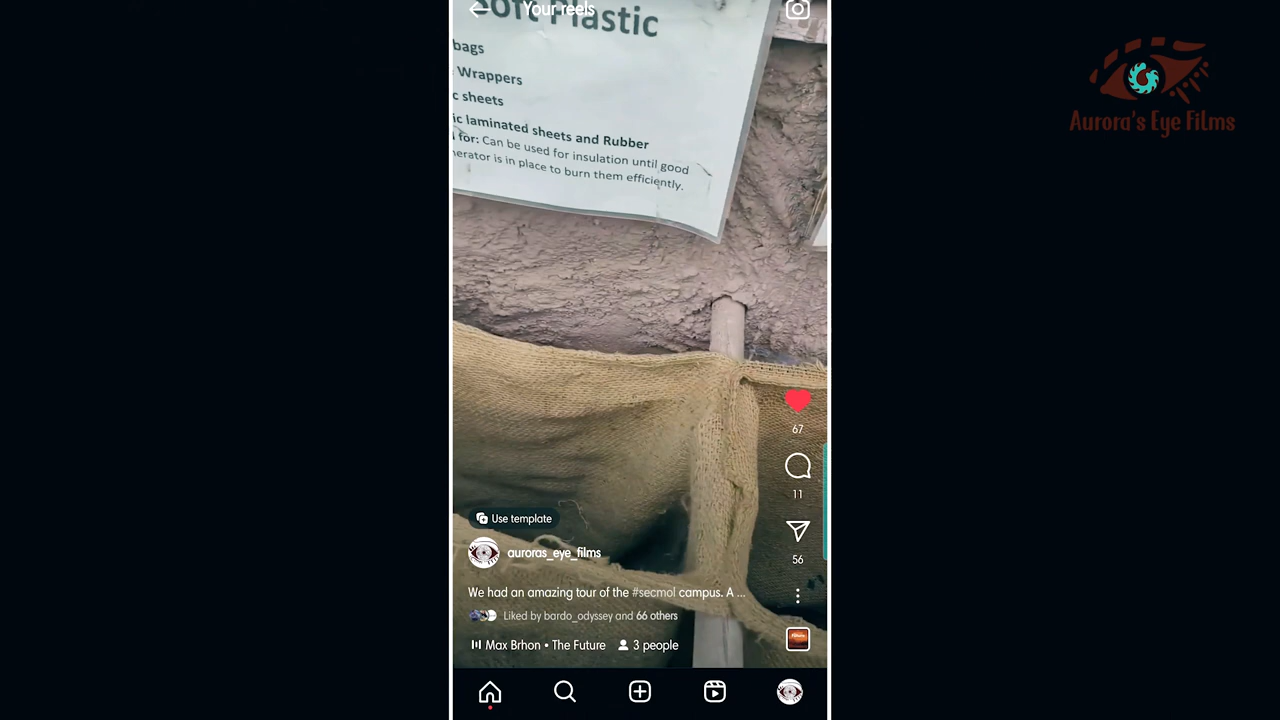 Your reels
Soft Plastic
bags
Wrappers
c sheets
ic laminated sheets and Rubber
l for: Can be used for insulation until good
nerator is in place to burn them efficiently.
Aurora's Eye Films
67
11
56
Use template
auroras_eye_films
We had an amazing tour of the #secmol campus. A ...
Liked by bardo_odyssey and 66 others
Max Brhon • The Future
3 people